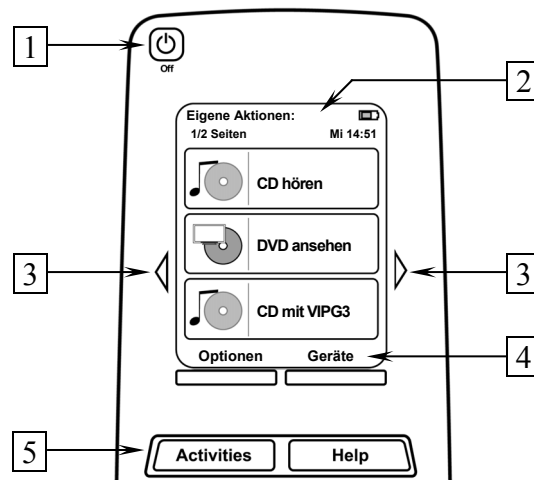 1
Off
2
Eigene Aktionen:
1/2 Seiten Mi 14:51
CD hören
DVD ansehen
3
3
CD mit VIPG3
Optionen Geräte
4
5
Activities Help